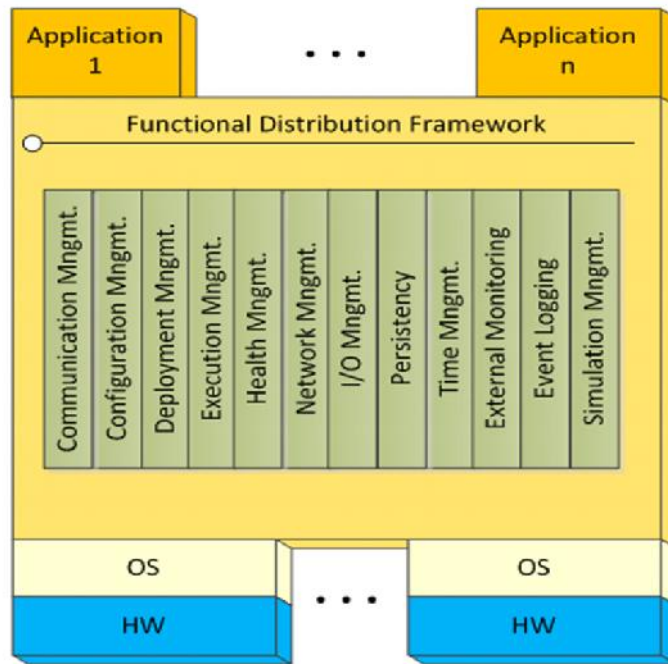 Application
1
• • •
Application
n
Functional Distribution Framework
Communication Mngmt.
Configuration Mngmt.
Deployment Mngmt.
Execution Mngmt.
Health Mngmt.
Network Mngmt.
I/O Mngmt.
Persistency
Time Mngmt.
External Monitoring
Event Logging
Simulation Mngmt.
OS
OS
• • •
HW
HW